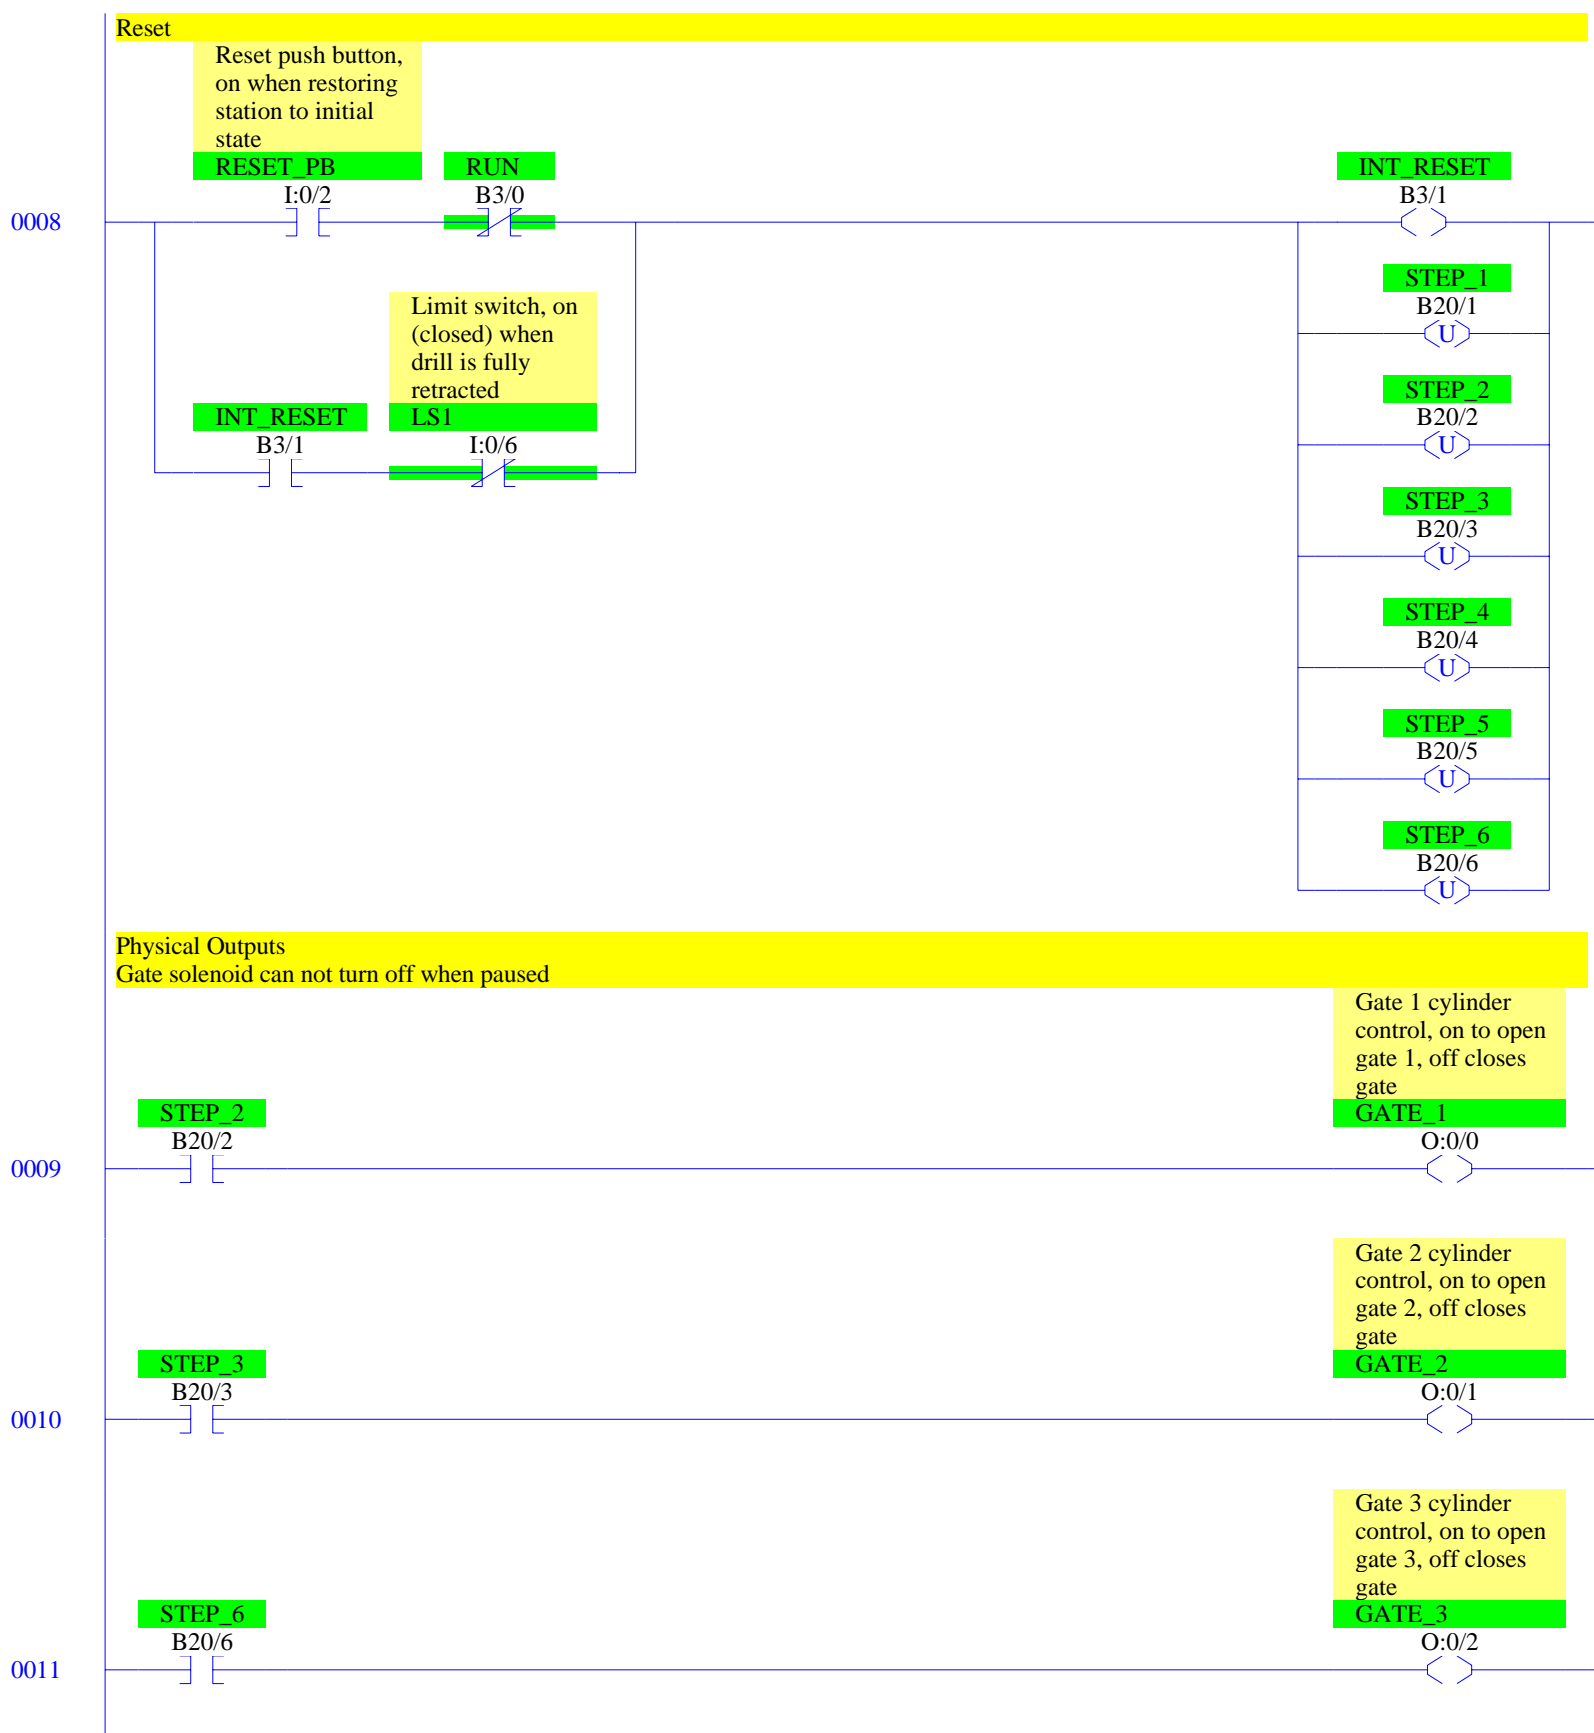 Reset
Reset push button,
on when restoring
station to initial
state
RESET_PB
I:0/2
RUN
B3/0
INT_RESET
B3/1
0008
STEP_1
B20/1
U
Limit switch, on
(closed) when
drill is fully
retracted
LS1
I:0/6
INT_RESET
B3/1
STEP_2
B20/2
U
STEP_3
B20/3
U
STEP_4
B20/4
U
STEP_5
B20/5
U
STEP_6
B20/6
U
Physical Outputs
Gate solenoid can not turn off when paused
Gate 1 cylinder
control, on to open
gate 1, off closes
gate
GATE_1
O:0/0
STEP_2
B20/2
0009
Gate 2 cylinder
control, on to open
gate 2, off closes
gate
GATE_2
O:0/1
STEP_3
B20/3
0010
Gate 3 cylinder
control, on to open
gate 3, off closes
gate
GATE_3
O:0/2
STEP_6
B20/6
0011